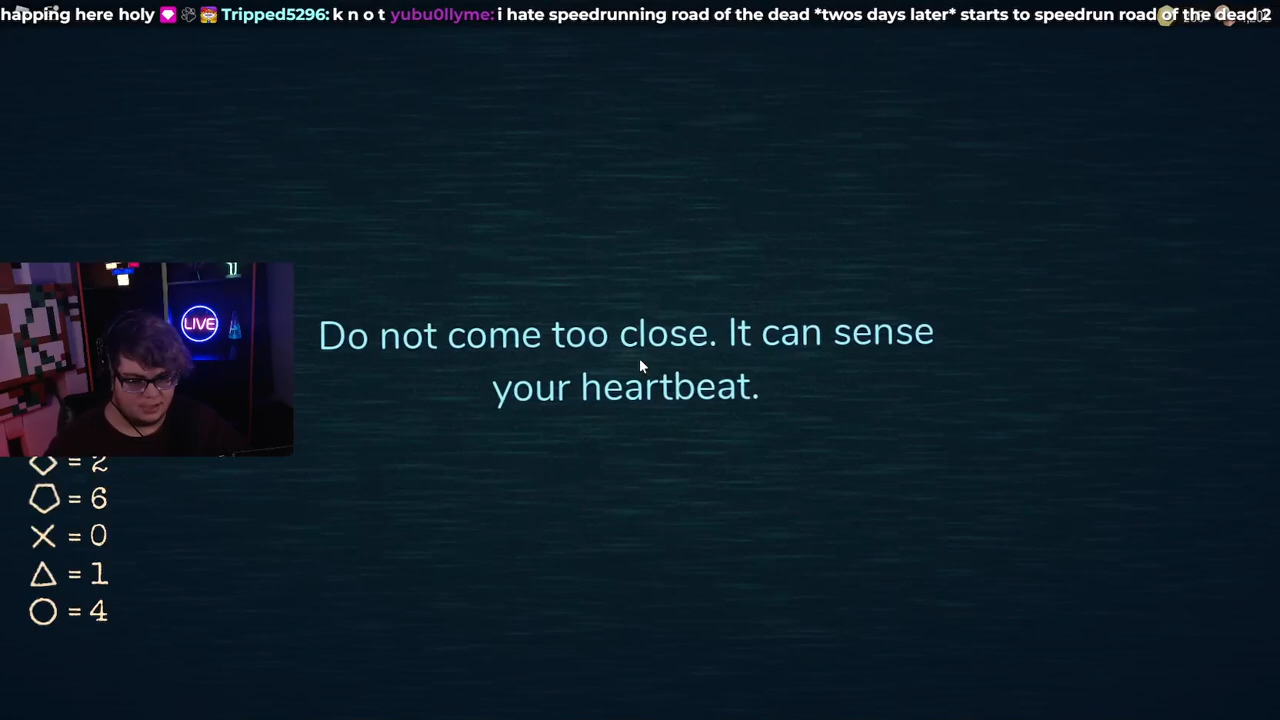 happing here holy Tripped5296: k n o t yubu0llyme: i hate speedrunning road of the dead *twos days later* starts to speedrun road of the dead 2
LIVE
Do not come too close. It can sense
your heartbeat.
= 2
= 6
= 0
= 1
= 4